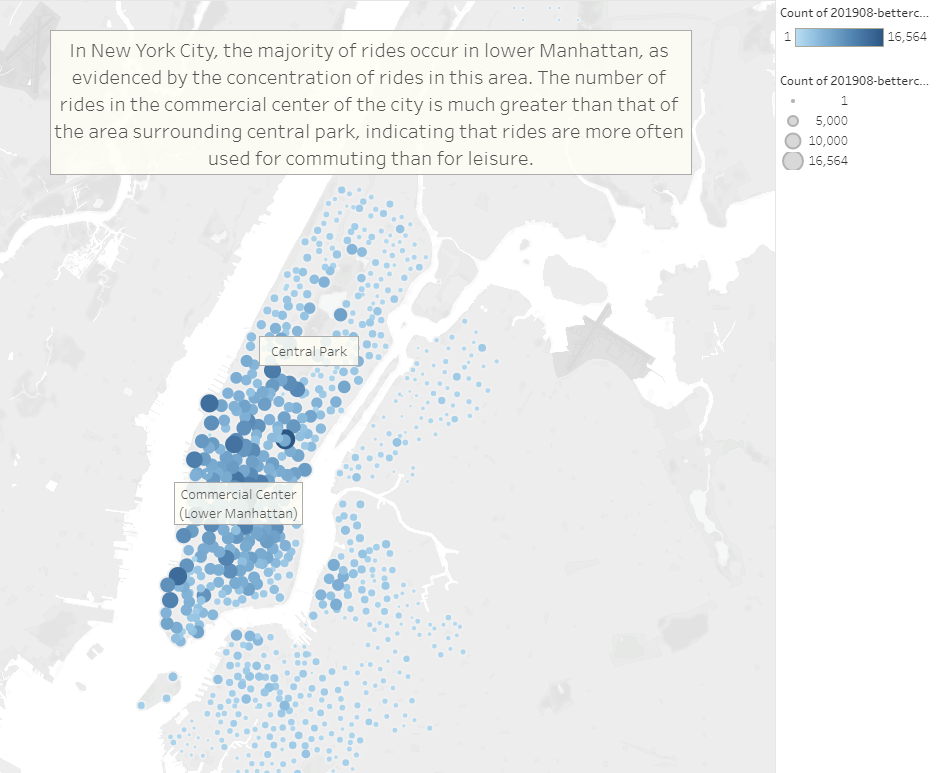 In New York City, the majority of rides occur in lower Manhattan, as
evidenced by the concentration of rides in this area. The number of
rides in the commercial center of the city is much greater than that of
the area surrounding central park, indicating that rides are more often
used for commuting than for leisure.
Count of 201908-betterc...
1 16,564
Count of 201908-betterc...
1
5,000
10,000
16,564
Central Park
Commercial Center
(Lower Manhattan)